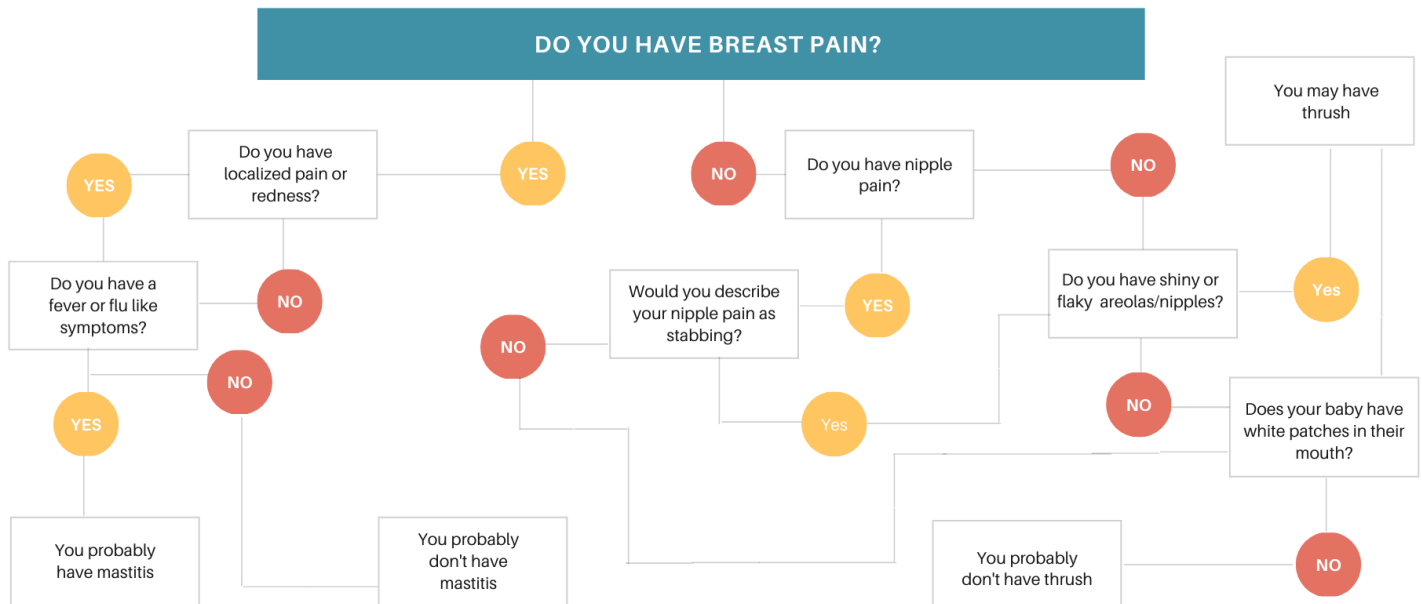 DO YOU HAVE BREAST PAIN?
You may have
thrush
Do you have
localized pain or
redness?
YES
YES
NO
Do you have nipple
pain?
NO
Do you have a
fever or flu like
symptoms?
NO
Would you describe
your nipple pain as
stabbing?
YES
Do you have shiny or
flaky areolas/nipples?
Yes
NO
NO
YES
Yes
NO
Does your baby have
white patches in their
mouth?
You probably
have mastitis
You probably
don't have
mastitis
You probably
don't have thrush
NO